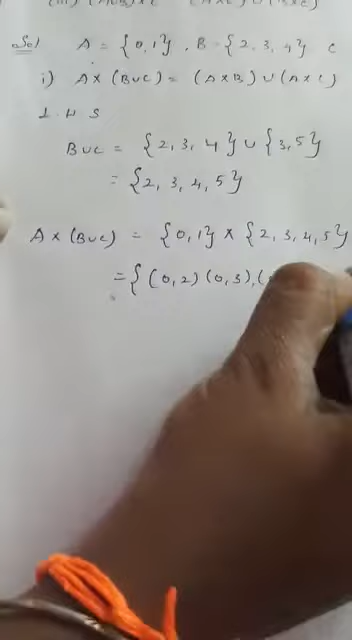 Sol A = {0,1}, B = {2, 3, 4} C
i) A × (B∪C) = (A×B) ∪ (A×C)
L.H.S
B∪C = {2, 3, 4} ∪ {3, 5}
= {2, 3, 4, 5}
A × (B∪C) = {0, 1} × {2, 3, 4, 5}
= { (0, 2) (0, 3), (